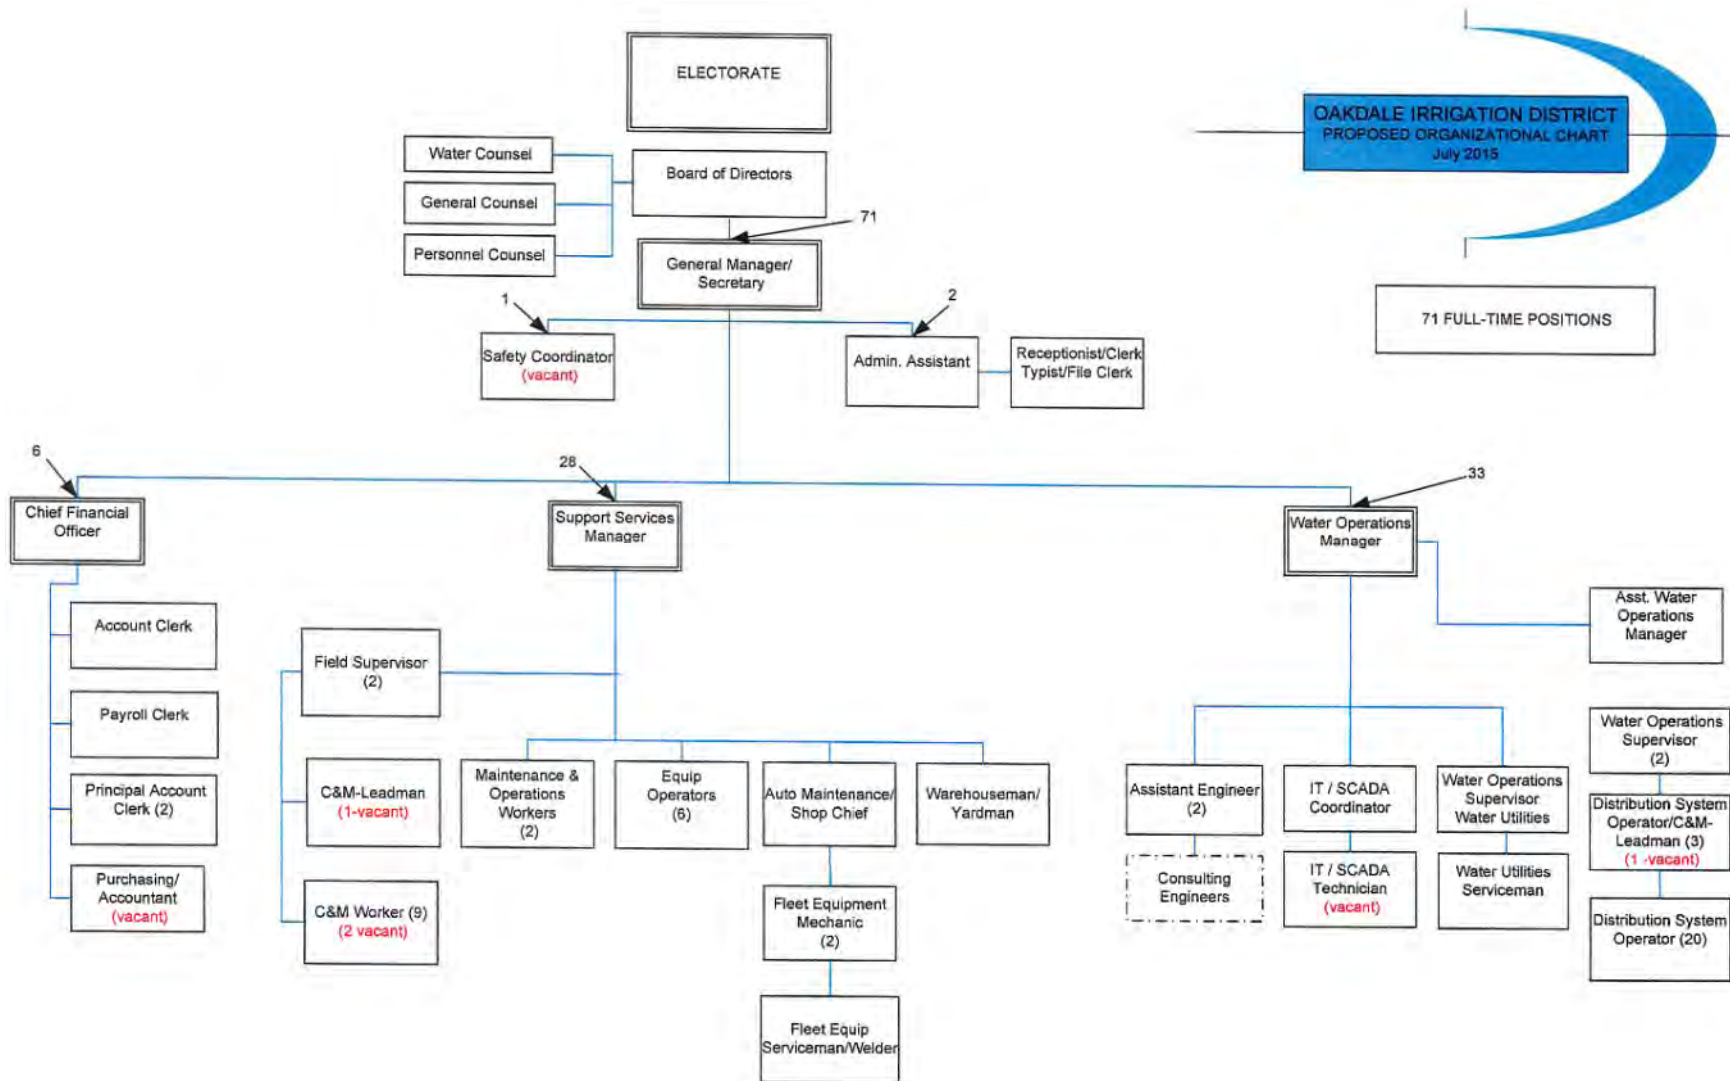 ELECTORATE
OAKDALE IRRIGATION DISTRICT
PROPOSED ORGANIZATIONAL CHART
July 2015
Water Counsel
General Counsel
Personnel Counsel
Board of Directors
71
General Manager/
Secretary
71 FULL-TIME POSITIONS
1
2
Safety Coordinator
(vacant)
Admin. Assistant
Receptionist/Clerk
Typist/File Clerk
6
28
33
Chief Financial
Officer
Support Services
Manager
Water Operations
Manager
Account Clerk
Payroll Clerk
Principal Account
Clerk (2)
Purchasing/
Accountant
(vacant)
Field Supervisor
(2)
C&M-Leadman
(1-vacant)
C&M Worker (9)
(2 vacant)
Maintenance &
Operations
Workers
(2)
Equip
Operators
(6)
Auto Maintenance/
Shop Chief
Fleet Equipment
Mechanic
(2)
Fleet Equip
Serviceman/Welder
Warehouseman/
Yardman
Assistant Engineer
(2)
Consulting
Engineers
IT / SCADA
Coordinator
IT / SCADA
Technician
(vacant)
Water Operations
Supervisor
Water Utilities
Water Utilities
Serviceman
Asst. Water
Operations
Manager
Water Operations
Supervisor
(2)
Distribution System
Operator/C&M-
Leadman (3)
(1 -vacant)
Distribution System
Operator (20)